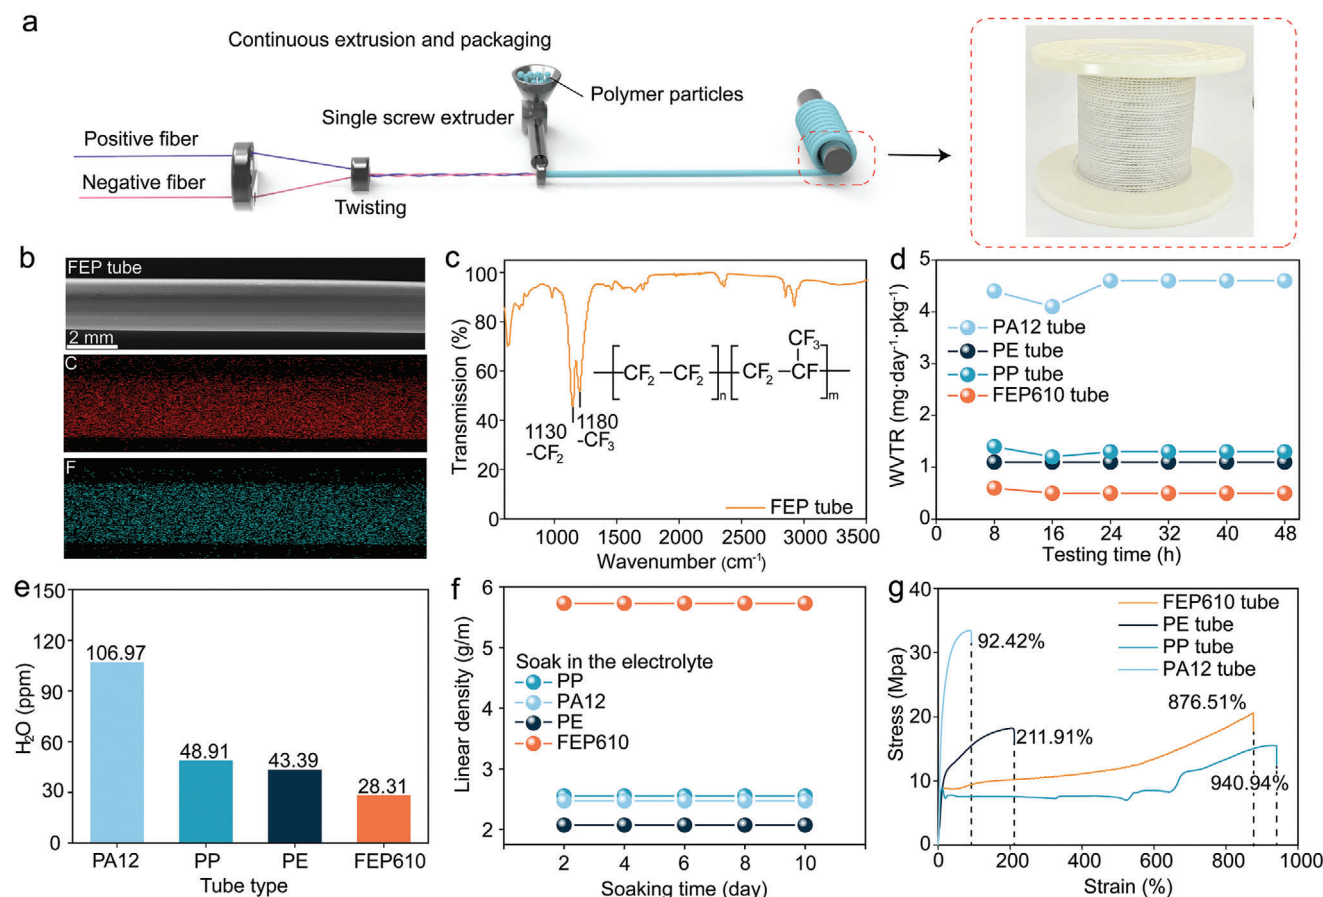 a
Continuous extrusion and packaging
Polymer particles
Single screw extruder
Positive fiber
Negative fiber
Twisting
b
FEP tube
2 mm
C
F
c
Transmission (%)
100
80
60
40
20
0
CF3
CF2 CF2 n CF2 CF m
1130
-CF2
1180
-CF3
FEP tube
1000 1500 2000 2500 3000 3500
Wavenumber (cm-1)
d
WVTR (mg·day-1·pkg-1)
5
4
3
2
1
0
PA12 tube
PE tube
PP tube
FEP610 tube
0 8 16 24 32 40 48
Testing time (h)
e
H2O (ppm)
150
120
90
60
30
0
106.97
48.91
43.39
28.31
PA12 PP PE FEP610
Tube type
f
Linear density (g/m)
6
5
4
3
2
Soak in the electrolyte
PP
PA12
PE
FEP610
2 4 6 8 10
Soaking time (day)
g
Stress (Mpa)
40
30
20
10
0
FEP610 tube
PE tube
PP tube
PA12 tube
92.42%
211.91%
876.51%
940.94%
0 200 400 600 800 1000
Strain (%)